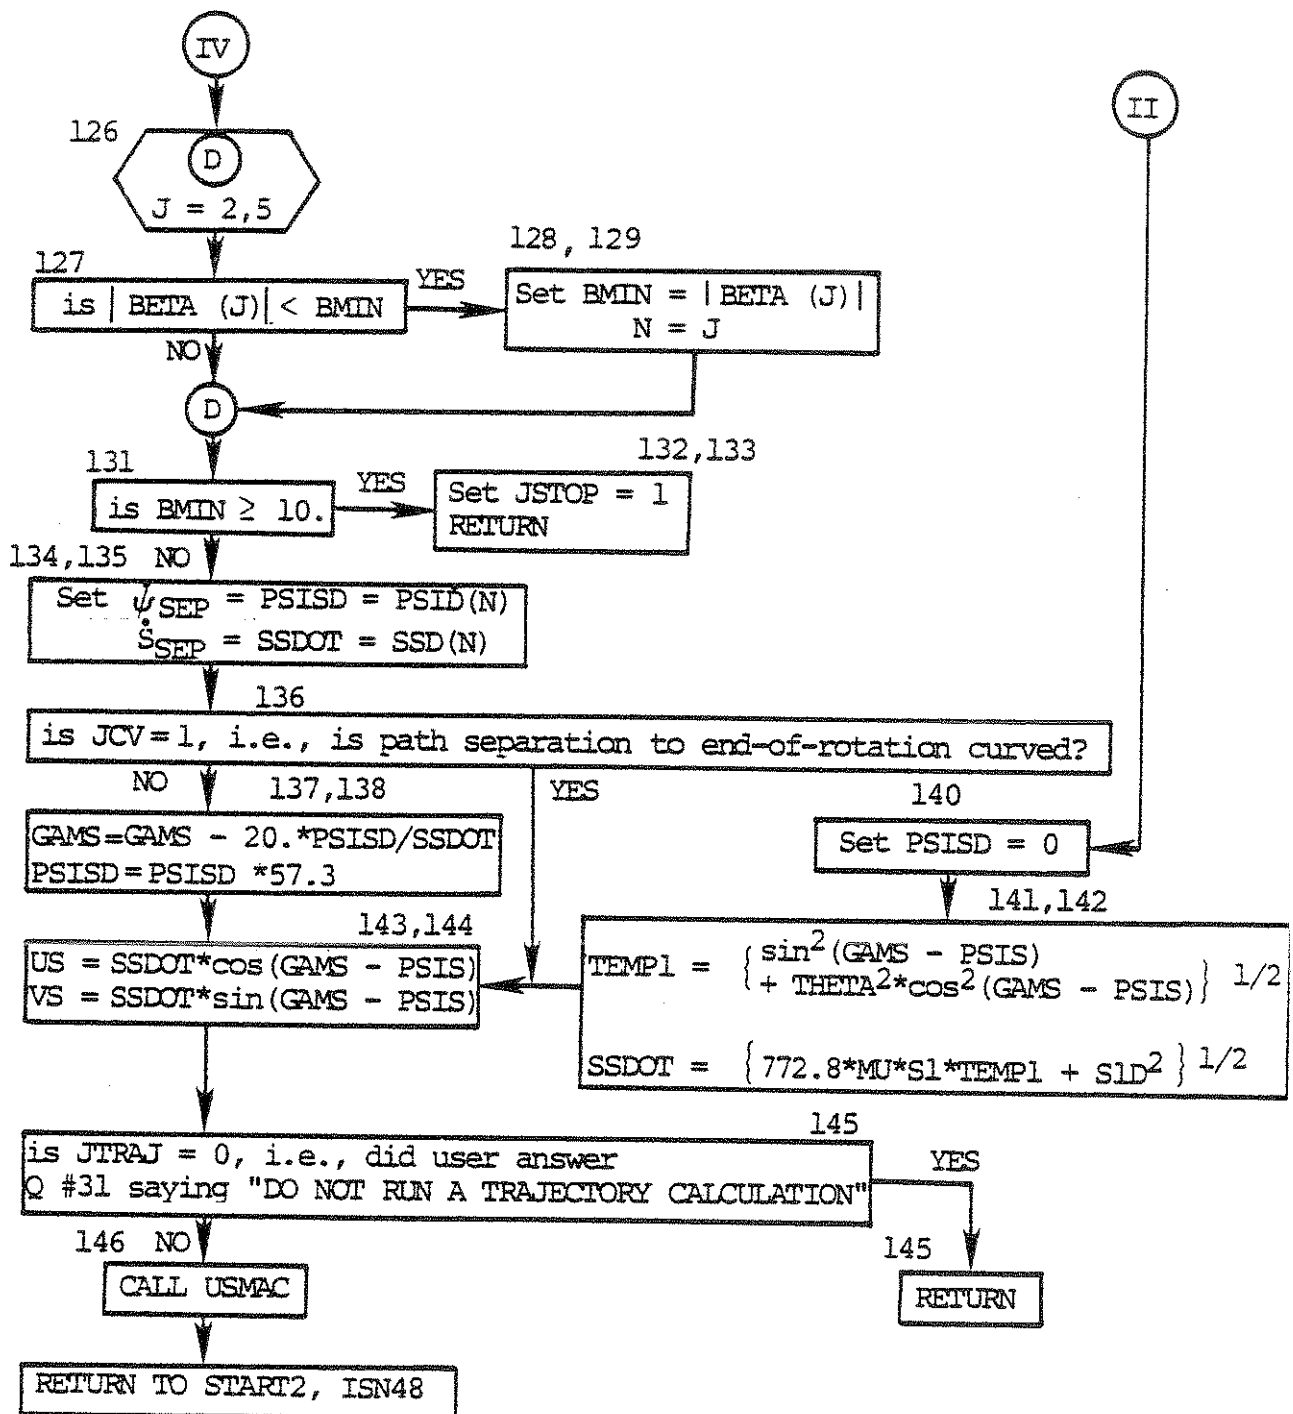 IV
II
126
D
J = 2,5
127
is | BETA (J)| < BMIN
YES
128, 129
Set BMIN = | BETA (J)|
N = J
NO
D
131
is BMIN ≥ 10.
YES
132,133
Set JSTOP = 1
RETURN
134,135 NO
Set ψ̇SEP = PSISD = PSID(N)
ṠSEP = SSDOT = SSD(N)
136
is JCV=1, i.e., is path separation to end-of-rotation curved?
NO
137,138
YES
140
GAMS=GAMS - 20.*PSISD/SSDOT
PSISD=PSISD *57.3
Set PSISD = 0
141,142
143,144
US = SSDOT*cos(GAMS - PSIS)
VS = SSDOT*sin(GAMS - PSIS)
TEMP1 = { sin²(GAMS - PSIS)
+ THETA²*cos²(GAMS - PSIS)} 1/2
SSDOT = {772.8*MU*S1*TEMP1 + S1D² } 1/2
145
is JTRAJ = 0, i.e., did user answer
Q #31 saying "DO NOT RUN A TRAJECTORY CALCULATION"
YES
146 NO
145
CALL USMAC
RETURN
RETURN TO START2, ISN48